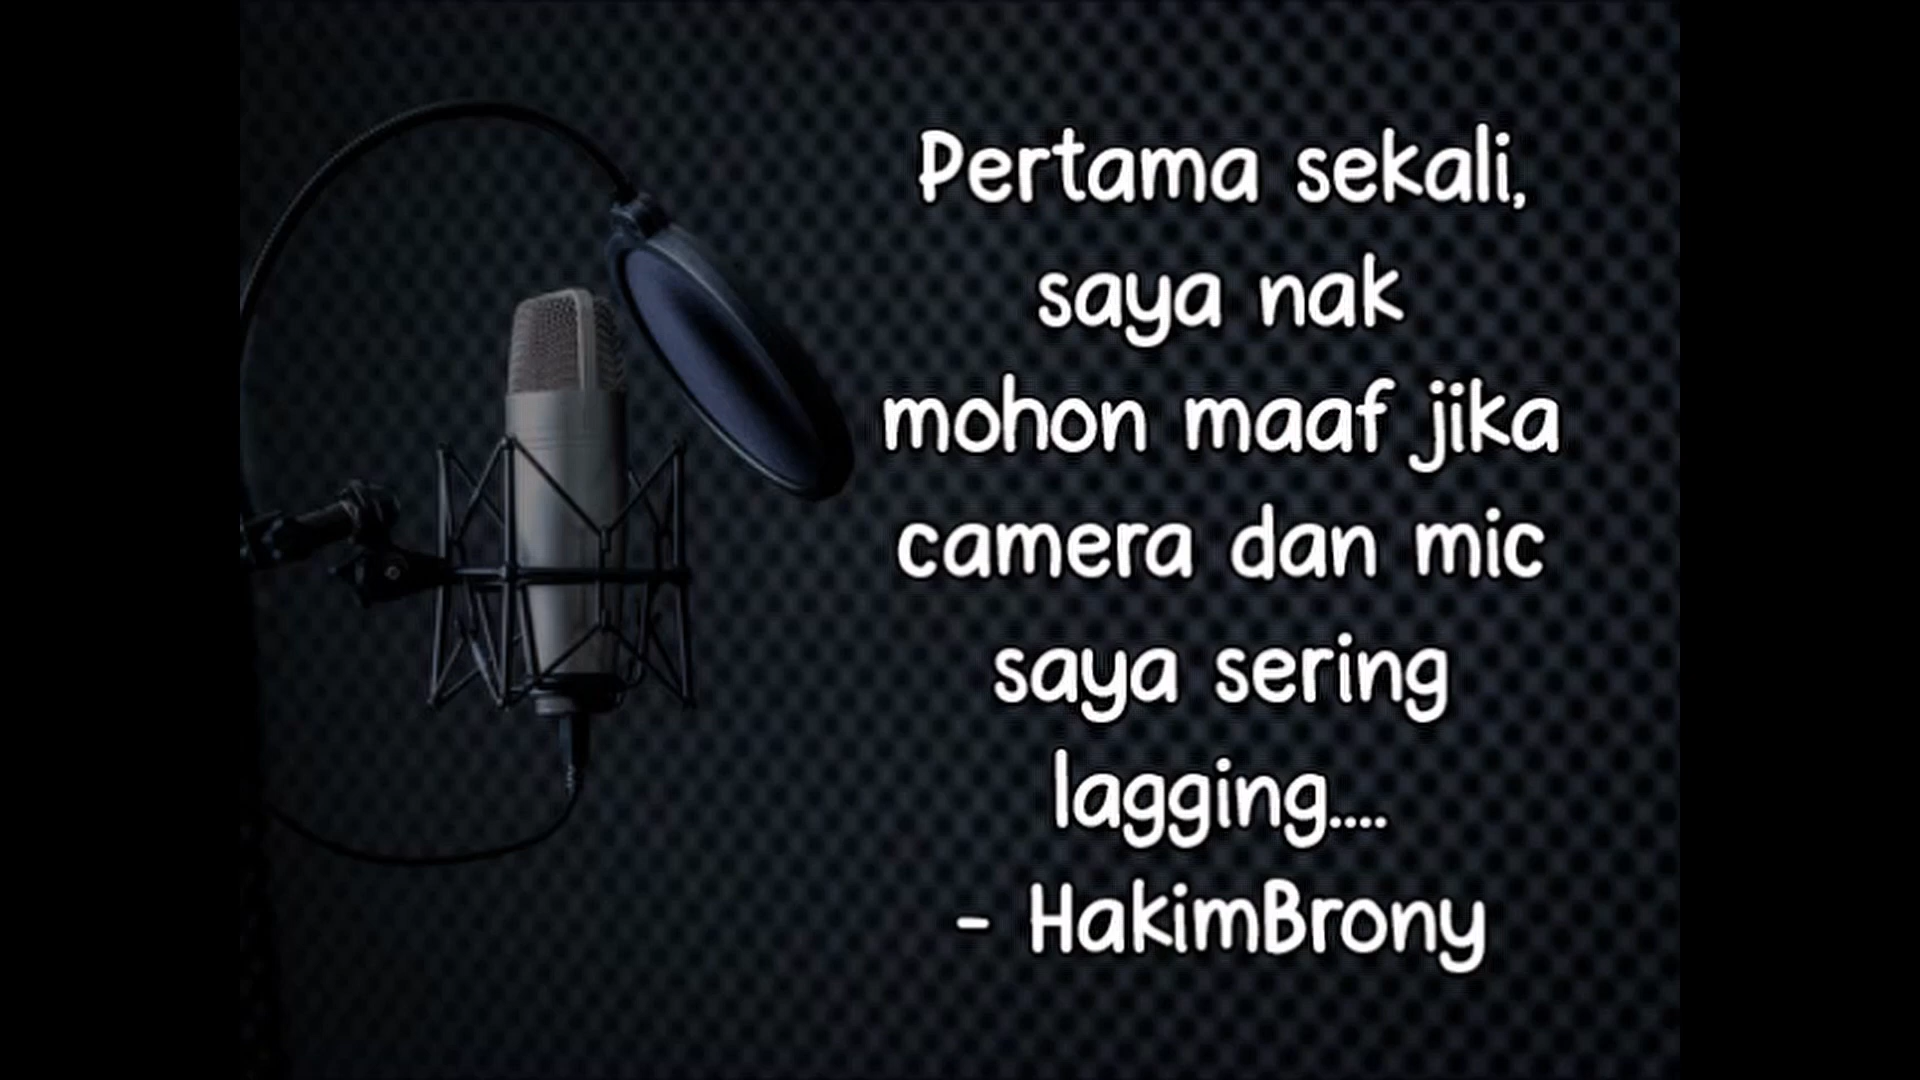 Pertama sekali,
saya nak
mohon maaf jika
camera dan mic
saya sering
lagging....
- HakimBrony